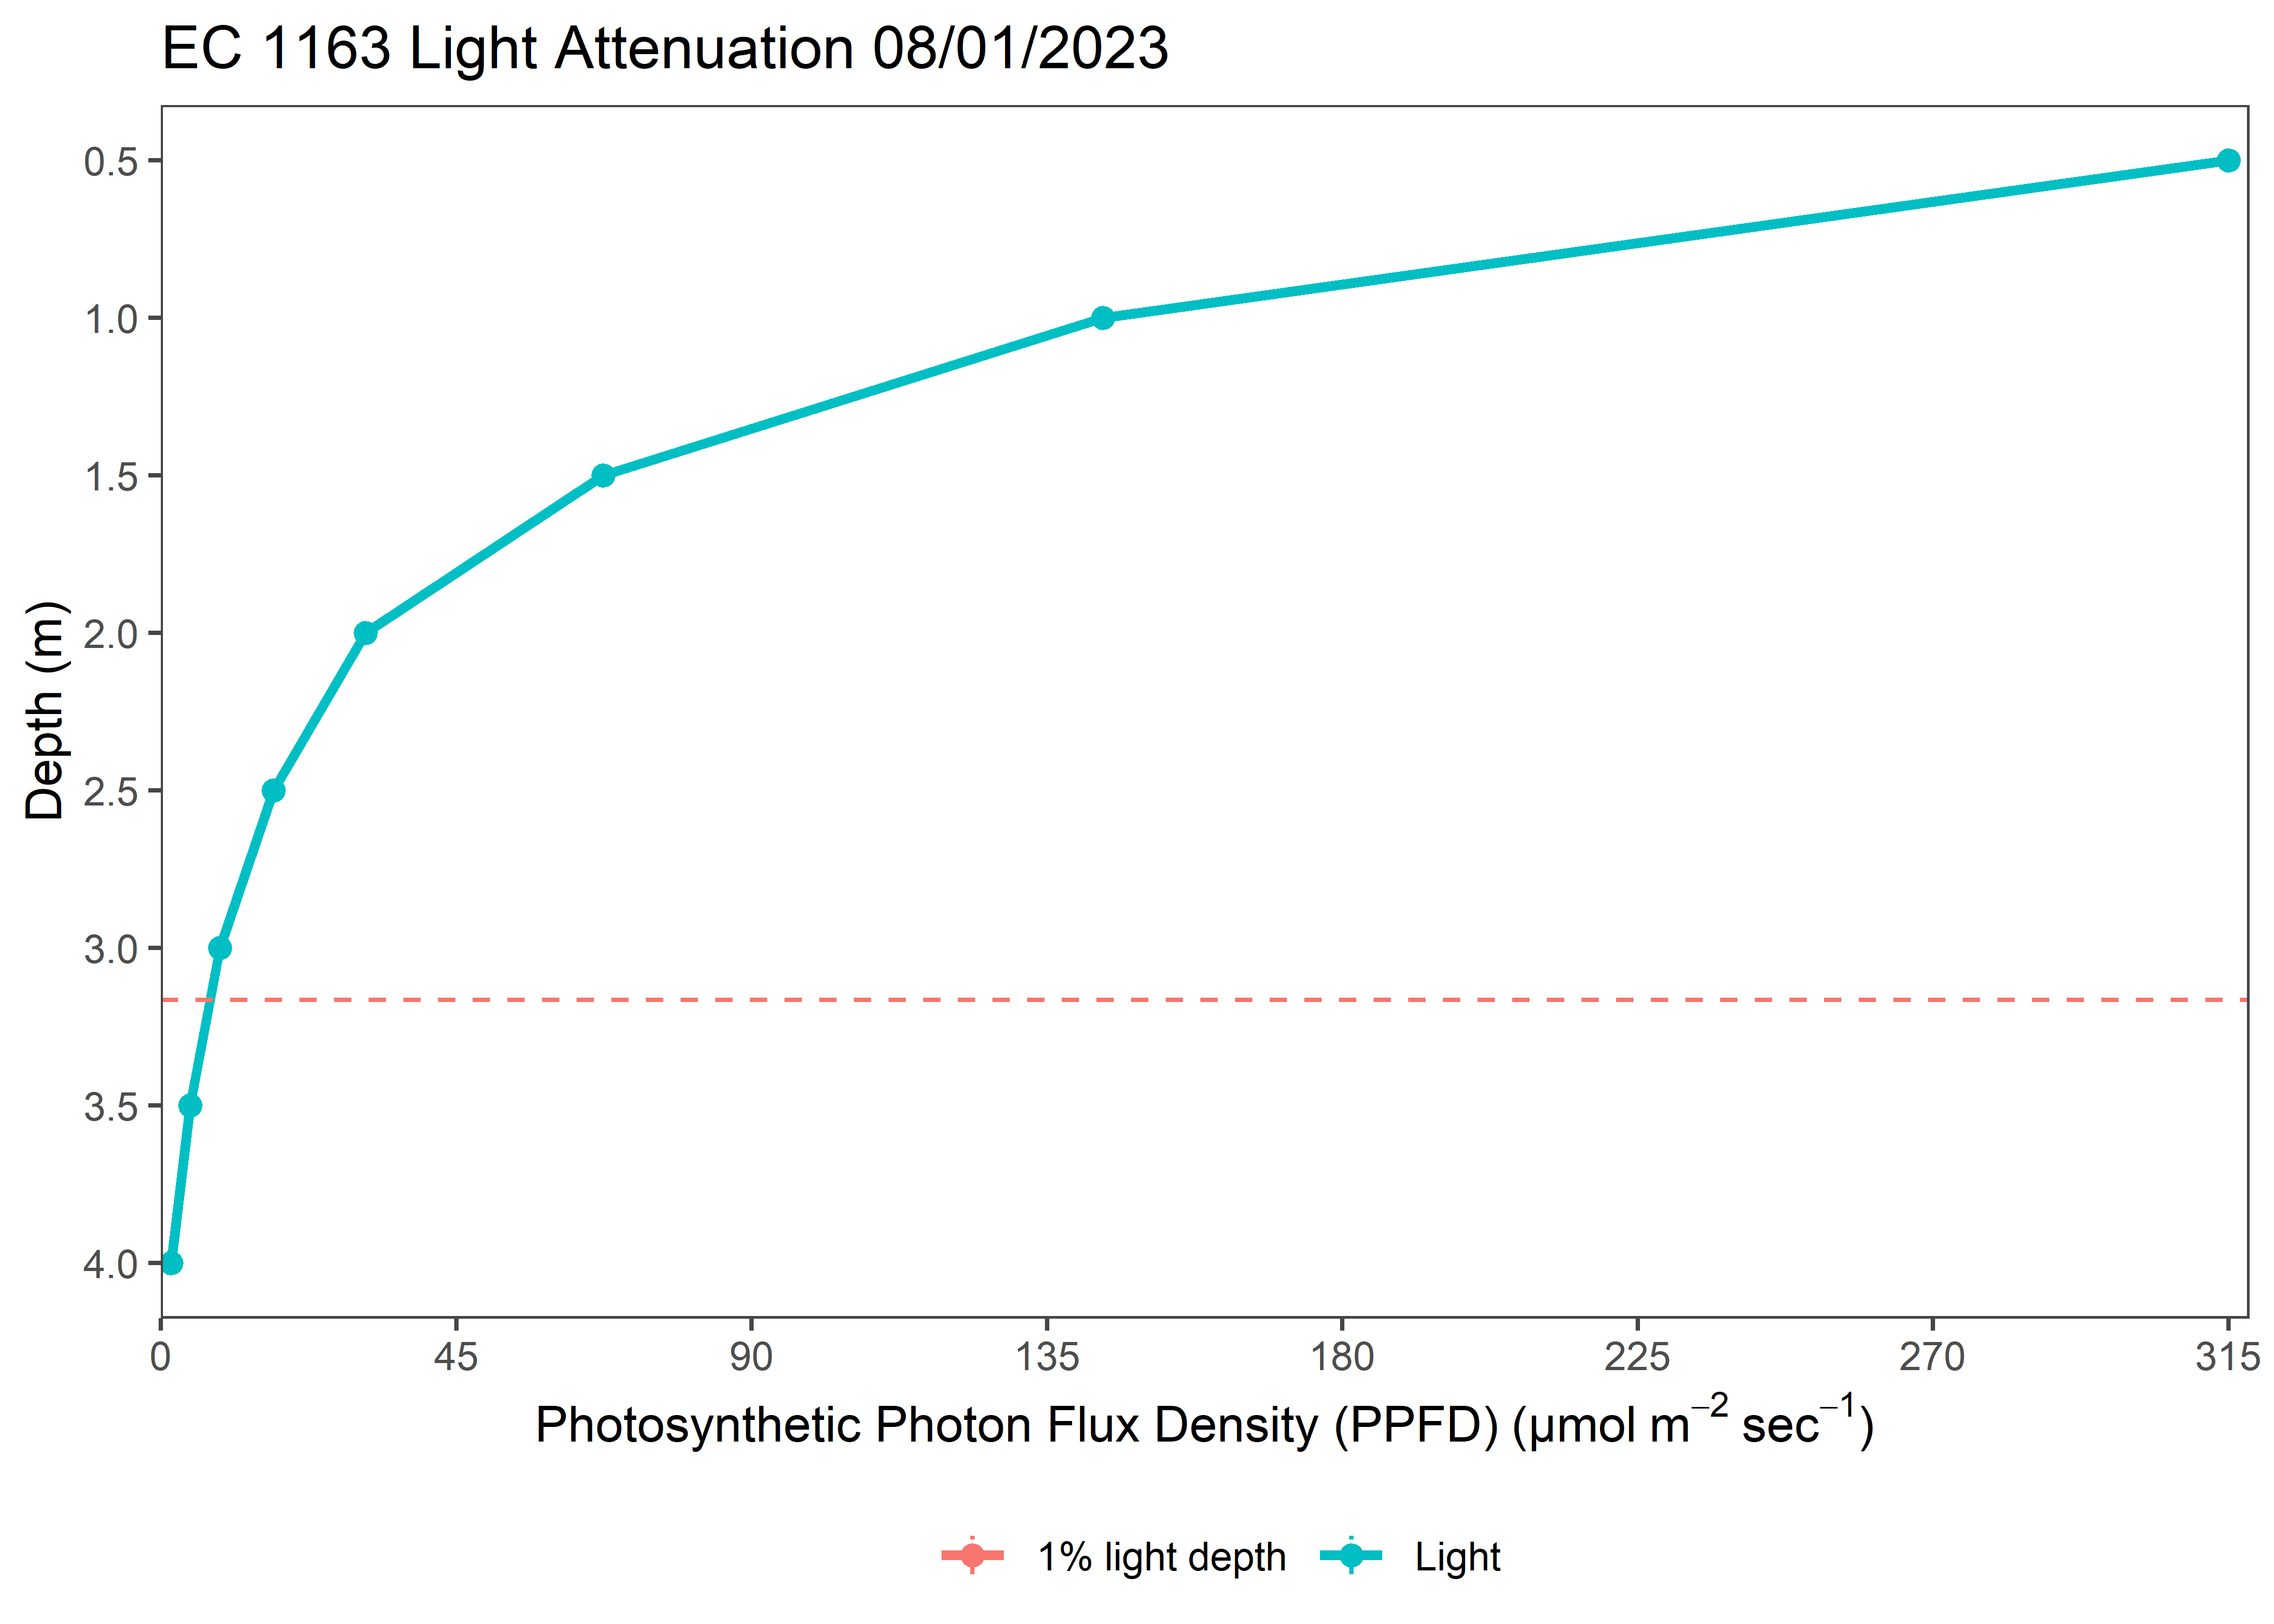 EC 1163 Light Attenuation 08/01/2023
Depth (m)
0.5
1.0
1.5
2.0
2.5
3.0
3.5
4.0
0 45 90 135 180 225 270 315
Photosynthetic Photon Flux Density (PPFD) (μmol m⁻² sec⁻¹)
1% light depth Light